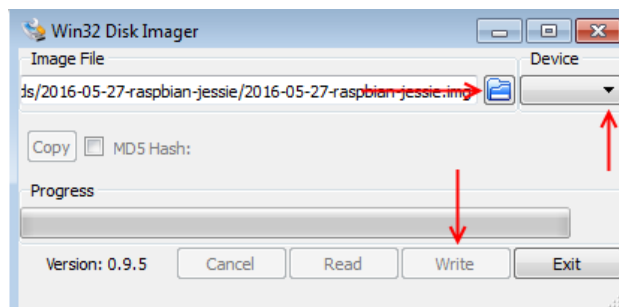 Win32 Disk Imager
Image File
Device
ds/2016-05-27-raspbian-jessie/2016-05-27-raspbian-jessie.img
Copy
MD5 Hash:
Progress
Version: 0.9.5
Cancel
Read
Write
Exit